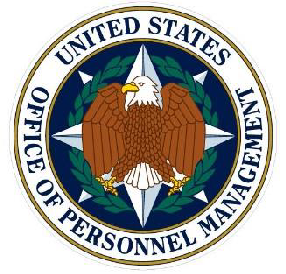 UNITED STATES
OFFICE OF PERSONNEL MANAGEMENT